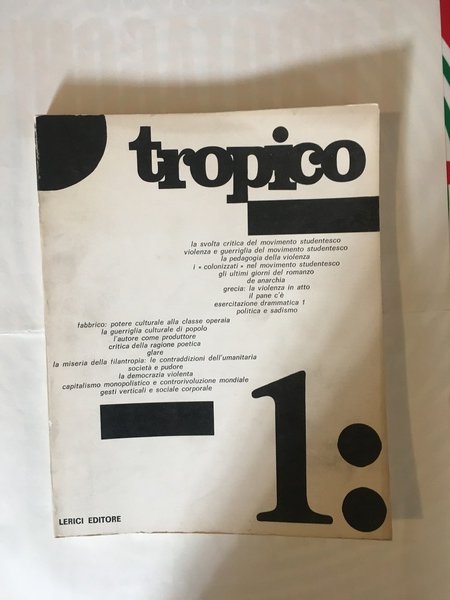 tropico
la svolta critica del movimento studentesco
violenza e guerriglia del movimento studentesco
la pedagogia della violenza
i « colonizzati » nel movimento studentesco
gli ultimi giorni del romanzo
de anarchia
grecia: la violenza in atto
il pane c'è
esercitazione drammatica 1
politica e sadismo
fabbrico: potere culturale alla classe operaia
la guerriglia culturale di popolo
l'autore come produttore
critica della ragione poetica
glare
la miseria della filantropia: le contraddizioni dell'umanitaria
società e pudore
la democrazia violenta
capitalismo monopolistico e controrivoluzione mondiale
gesti verticali e sociale corporale
1:
LERICI EDITORE